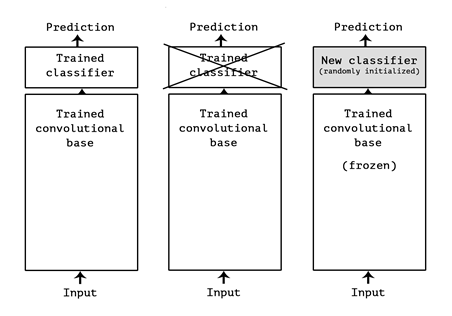 Prediction
Trained
classifier
Trained
convolutional
base
Input
Prediction
Trained
classifier
Trained
convolutional
base
Input
Prediction
New classifier
(randomly initialized)
Trained
convolutional
base
(frozen)
Input